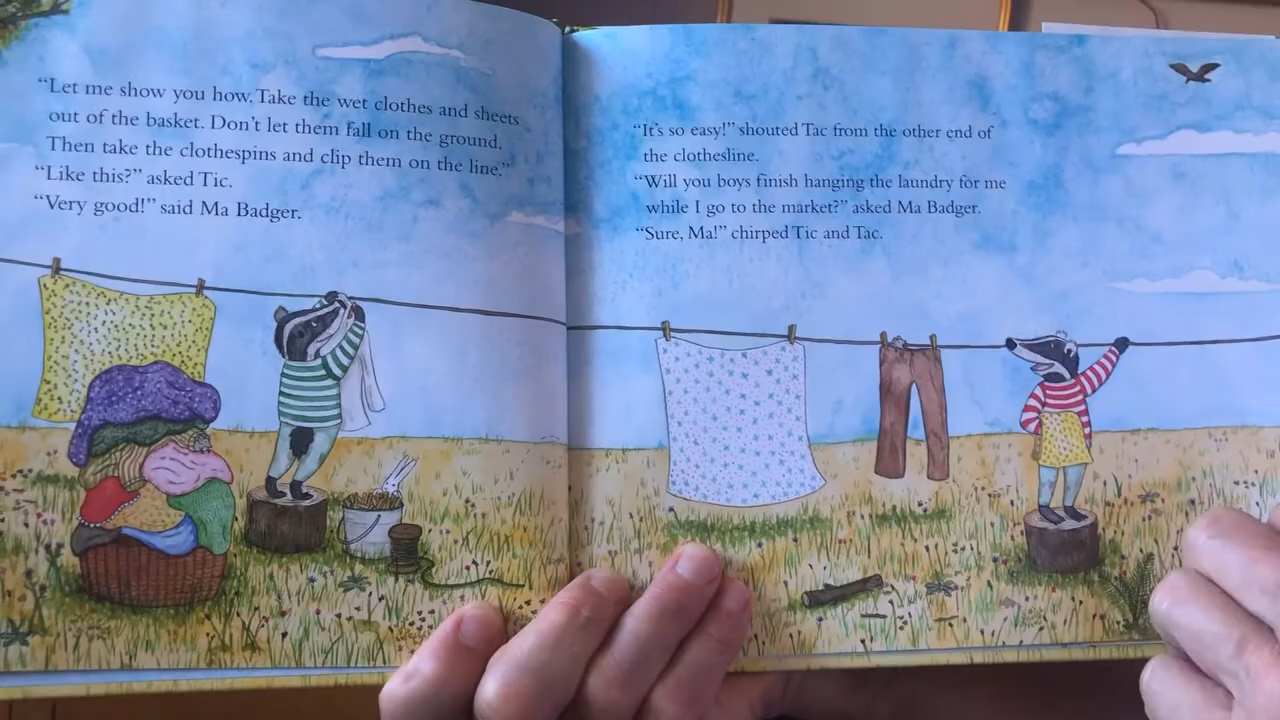 “Let me show you how. Take the wet clothes and sheets
out of the basket. Don’t let them fall on the ground.
Then take the clothespins and clip them on the line.”
“Like this?” asked Tic.
“Very good!” said Ma Badger.
“It’s so easy!” shouted Tac from the other end of
the clothesline.
“Will you boys finish hanging the laundry for me
while I go to the market?” asked Ma Badger.
“Sure, Ma!” chirped Tic and Tac.